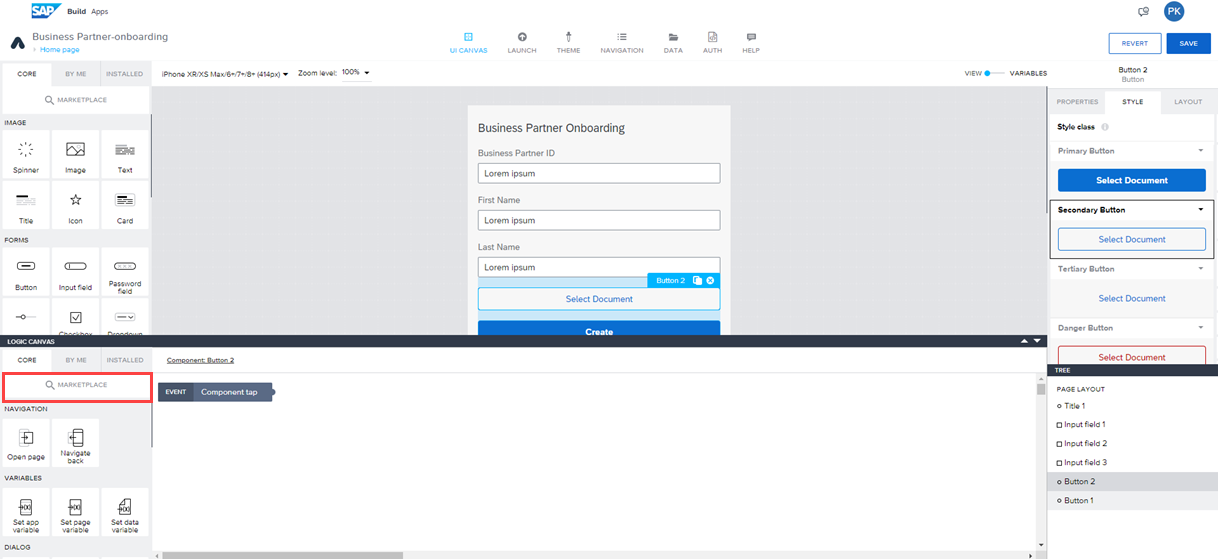 SAP Build Apps
PK
Business Partner-onboarding
Home page
UI CANVAS LAUNCH THEME NAVIGATION DATA AUTH HELP
REVERT SAVE
CORE BY ME INSTALLED
iPhone XR/XS Max/6+/7+/8+ (414px) Zoom level: 100%
VIEW VARIABLES
Button 2
Button
MARKETPLACE
PROPERTIES STYLE LAYOUT
IMAGE
Spinner Image Text
Title Icon Card
FORMS
Button Input field Password field
Checkbox Dropdown
Business Partner Onboarding
Business Partner ID
Lorem ipsum
First Name
Lorem ipsum
Last Name
Lorem ipsum
Button 2
Select Document
Create
Style class
Primary Button
Select Document
Secondary Button
Select Document
Tertiary Button
Select Document
Danger Button
Select Document
LOGIC CANVAS
CORE BY ME INSTALLED
Component: Button 2
MARKETPLACE
EVENT Component tap
NAVIGATION
Open page Navigate back
VARIABLES
Set app variable Set page variable Set data variable
DIALOG
TREE
PAGE LAYOUT
Title 1
Input field 1
Input field 2
Input field 3
Button 2
Button 1